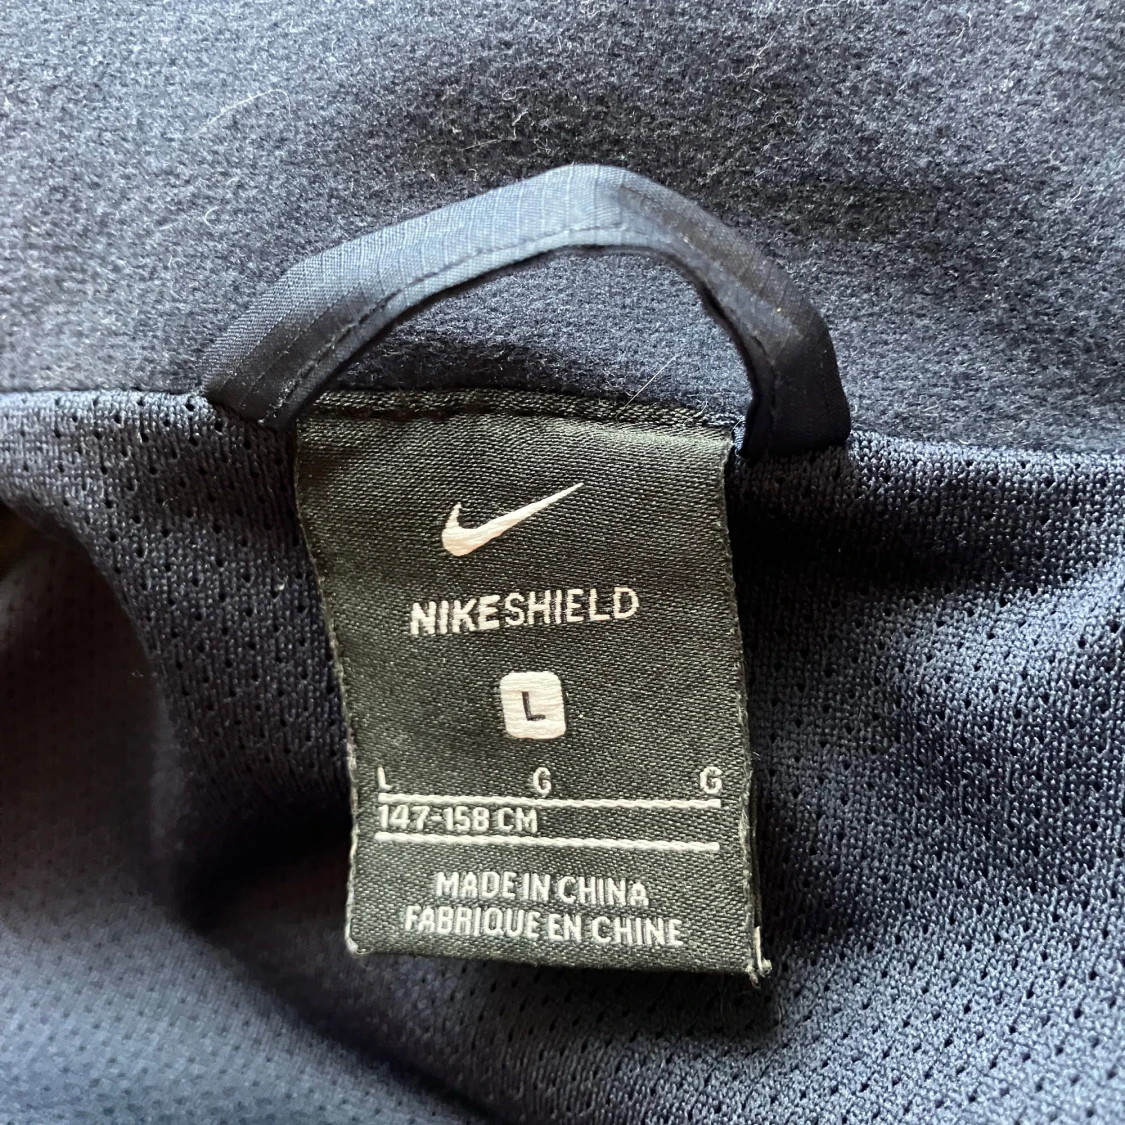 NIKESHIELD
L
L G G
147-158 CM
MADE IN CHINA
FABRIQUE EN CHINE